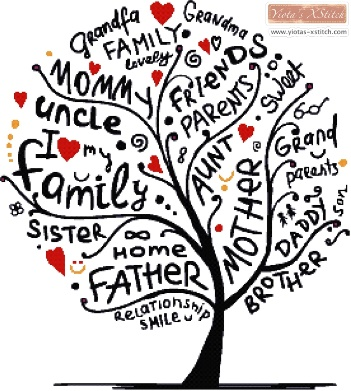 Yiota's XStitch
www.yiotas-xstitch.com
Grandfa
Grandma
FAMILY
lovely
FRIENDS
MOMMY
PARENTS
Sweet
uncle
I my
family
AUNT
Grand
parents
MOTHER
SISTER
HOME
DADDY
SON
FATHER
BROTHER
RELATIONSHIP
SMILE